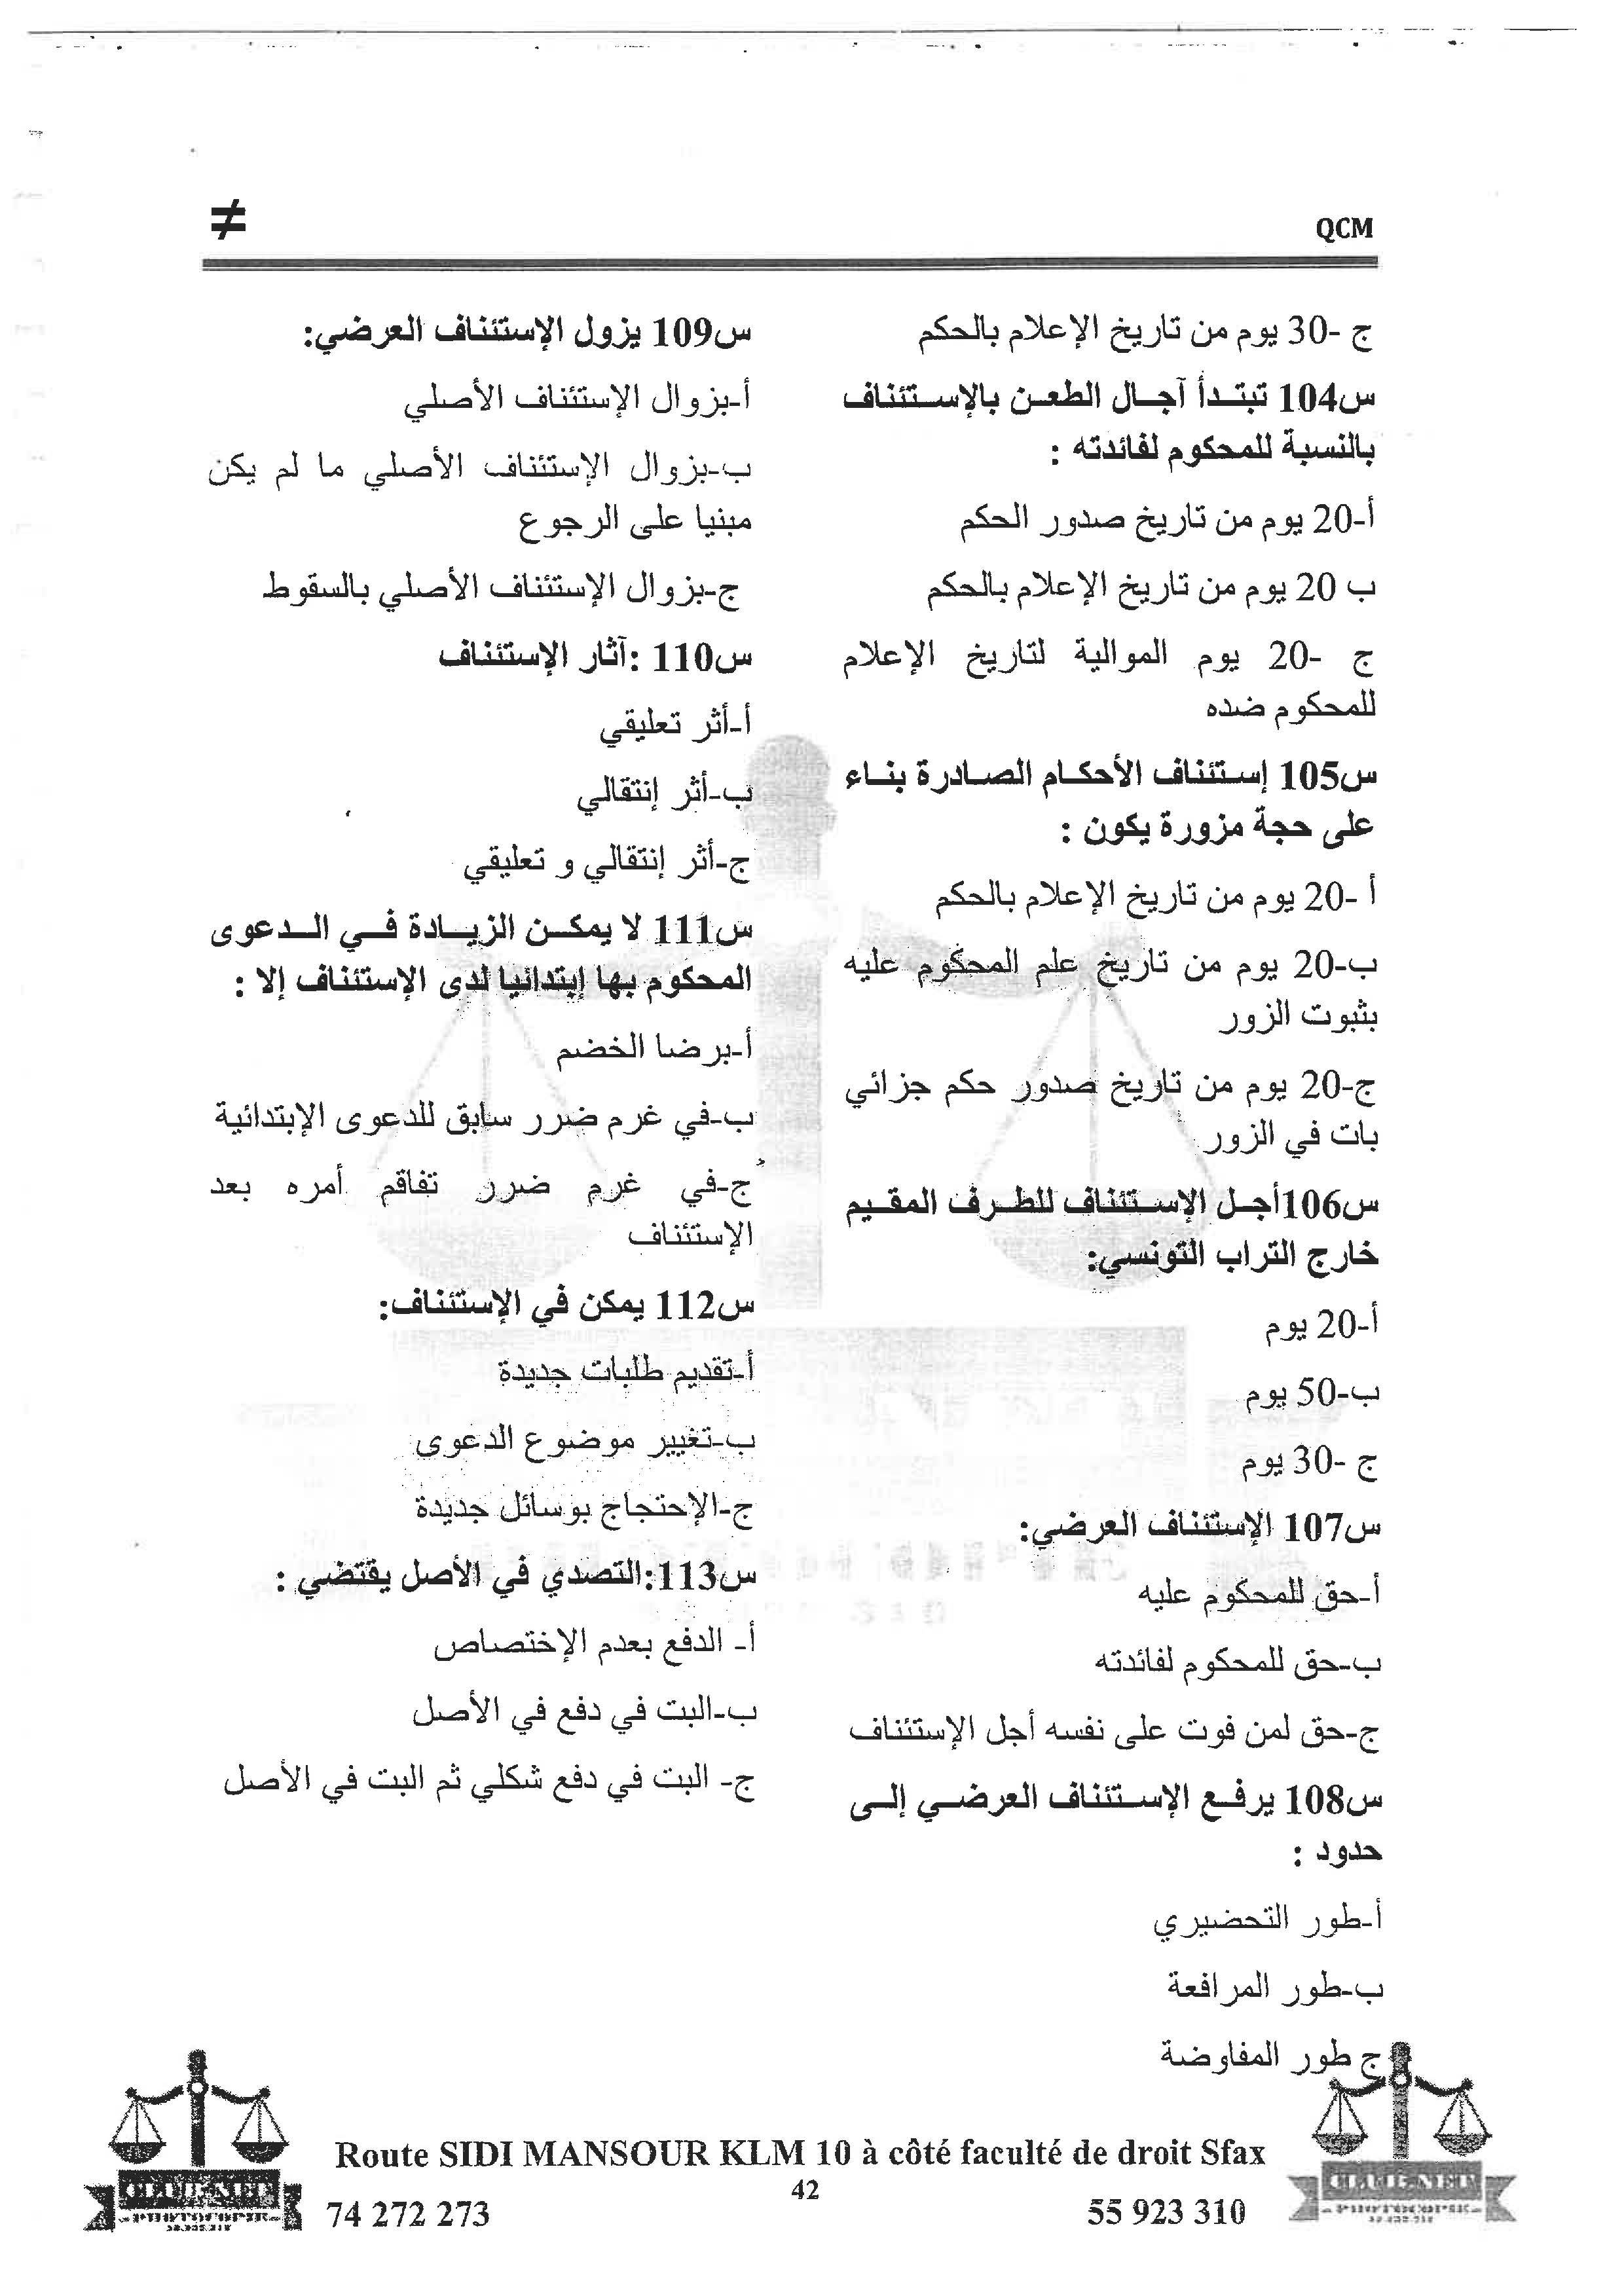 QCM
≠
ج -30 يوم من تاريخ الإعلام بالحكم
س104 تبتدأ آجال الطعن بالإستئناف
بالنسبة للمحكوم لفائدته :
أ-20 يوم من تاريخ صدور الحكم
ب 20 يوم من تاريخ الإعلام بالحكم
ج -20 يوم الموالية لتاريخ الإعلام
للمحكوم ضده
س105 إستئناف الأحكام الصادرة بناء
على حجة مزورة يكون :
أ -20 يوم من تاريخ الإعلام بالحكم
ب-20 يوم من تاريخ علم المحكوم عليه
بثبوت الزور
ج-20 يوم من تاريخ صدور حكم جزائي
بات في الزور
س106أجل الإستئناف للطرف المقيم
خارج التراب التونسي:
أ-20 يوم
ب-50 يوم
ج -30 يوم
س107 الإستئناف العرضي:
أ-حق للمحكوم عليه
ب-حق للمحكوم لفائدته
ج-حق لمن فوت على نفسه أجل الإستئناف
س108 يرفع الإستئناف العرضي إلى
حدود :
أ-طور التحضيري
ب-طور المرافعة
ج طور المفاوضة
س109 يزول الإستئناف العرضي:
أ-بزوال الإستئناف الأصلي
ب-بزوال الإستئناف الأصلي ما لم يكن
مبنيا على الرجوع
ج-بزوال الإستئناف الأصلي بالسقوط
س110 :آثار الإستئناف
أ-أثر تعليقي
ب-أثر إنتقالي
ج-أثر إنتقالي و تعليقي
س111 لا يمكن الزيادة في الدعوى
المحكوم بها إبتدائيا لدى الإستئناف إلا :
أ-برضا الخضم
ب-في غرم ضرر سابق للدعوى الإبتدائية
ج-في غرم ضرر تفاقم أمره بعد
الإستئناف
س112 يمكن في الإستئناف:
أ-تقديم طلبات جديدة
ب-تغيير موضوع الدعوى
ج-الإحتجاج بوسائل جديدة
س113:التصدي في الأصل يقتضي :
أ- الدفع بعدم الإختصاص
ب-البت في دفع في الأصل
ج- البت في دفع شكلي ثم البت في الأصل
Route SIDI MANSOUR KLM 10 à côté faculté de droit Sfax
42
74 272 273
55 923 310
CLUE.NET
PHOTOCOPIE
CLUE.NET
PHOTOCOPIE